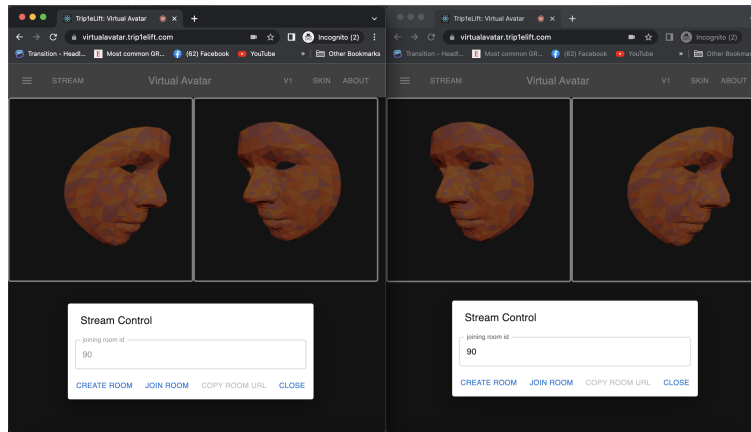 Trip1eLift: Virtual Avatar
virtualavatar.trip1elift.com
Incognito (2)
Transition - Headl...
Most common GR...
(62) Facebook
YouTube
»
Other Bookmarks
STREAM
Virtual Avatar
V1
SKIN
ABOUT
Stream Control
joining room id
90
CREATE ROOM
JOIN ROOM
COPY ROOM URL
CLOSE
Trip1eLift: Virtual Avatar
virtualavatar.trip1elift.com
Incognito (2)
Transition - Headl...
Most common GR...
(62) Facebook
YouTube
»
Other Bookmar
STREAM
Virtual Avatar
V1
SKIN
ABOUT
Stream Control
joining room id
90
CREATE ROOM
JOIN ROOM
COPY ROOM URL
CLOSE